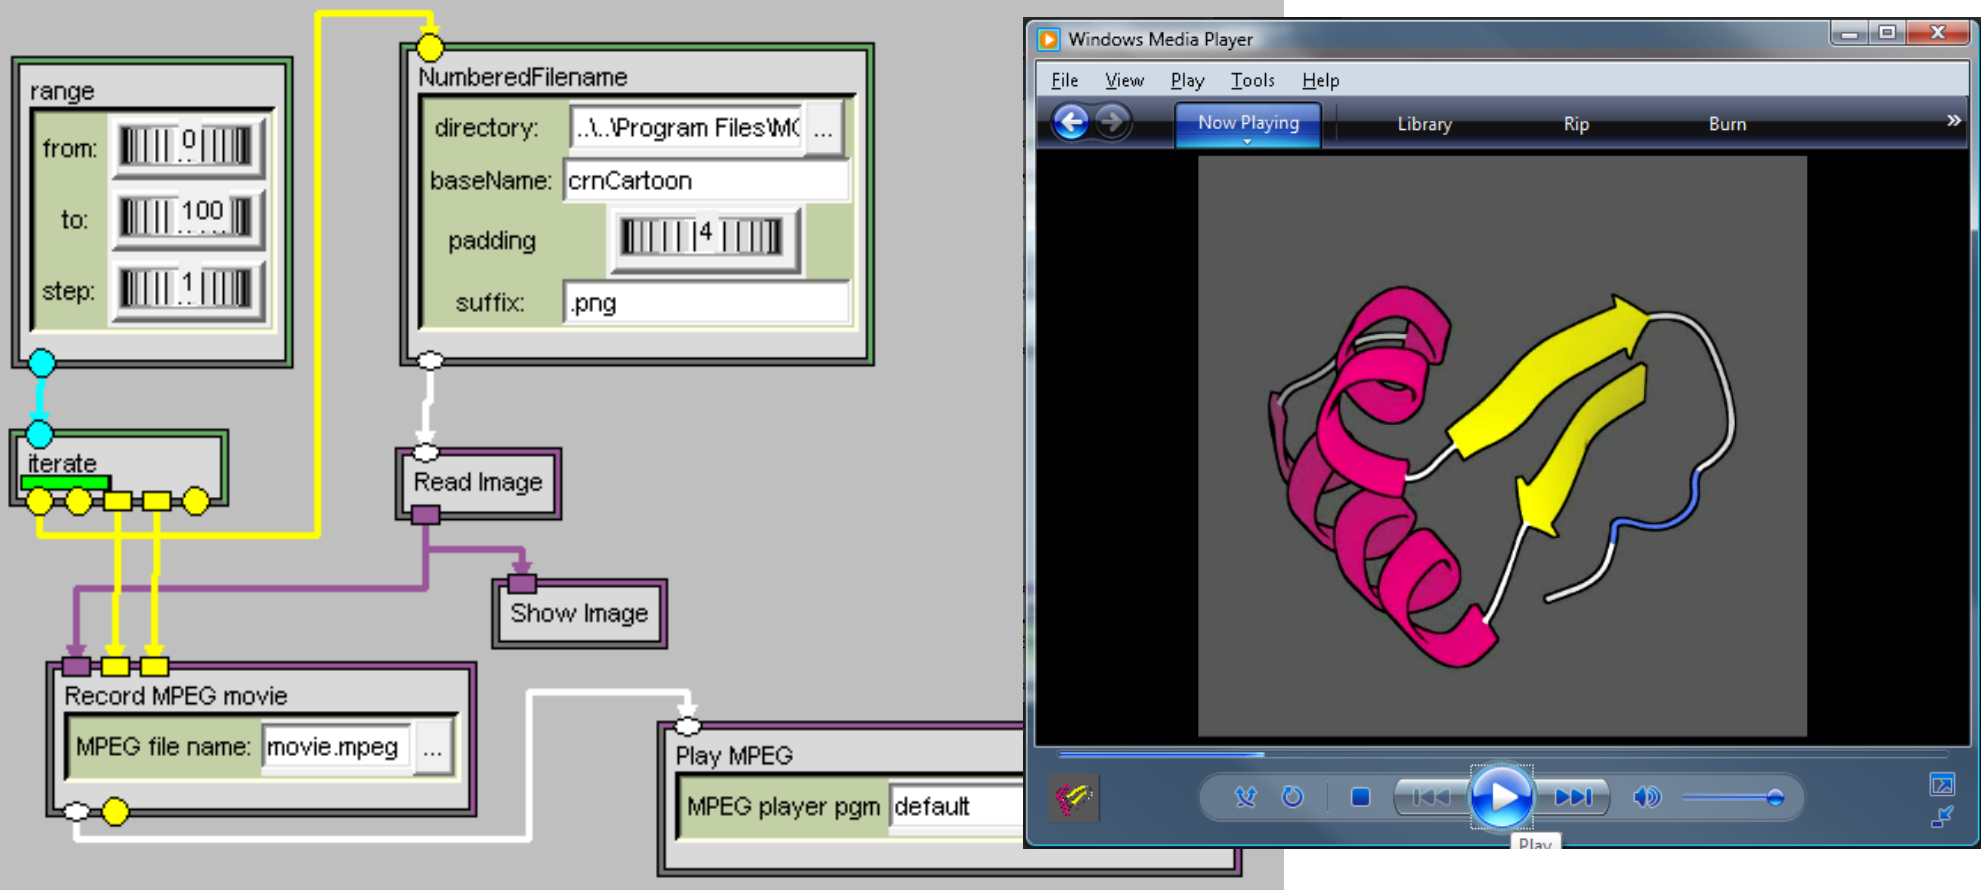 range
from: 0
to: 100
step: 1
iterate
NumberedFilename
directory: ..\..\Program Files\M ...
baseName: crnCartoon
padding 4
suffix: .png
Read Image
Show Image
Record MPEG movie
MPEG file name: movie.mpeg ...
Play MPEG
MPEG player pgm default
Windows Media Player
File View Play Tools Help
Now Playing Library Rip Burn »
Play